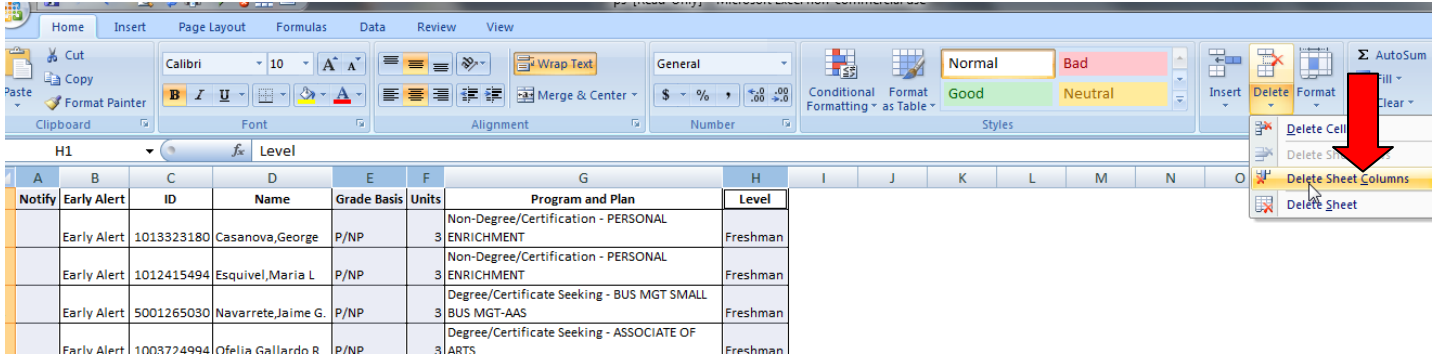 ps [Read-Only] - Microsoft Excel non-commercial use
Home Insert Page Layout Formulas Data Review View
Cut
Copy
Format Painter
Paste
Clipboard
Calibri 10 A A
B I U A
Font
Wrap Text
Merge & Center
Alignment
General
$ % , .0 .00 .00 .0
Number
Conditional Formatting
Format as Table
Normal Bad
Good Neutral
Styles
Insert Delete Format
Σ AutoSum
Fill
Clear
Delete Cell
Delete Sh
Delete Sheet Columns
Delete Sheet
H1 fx Level
A B C D E F G H I J K L M N O
Notify Early Alert ID Name Grade Basis Units Program and Plan Level
Non-Degree/Certification - PERSONAL
Early Alert 1013323180 Casanova,George P/NP 3 ENRICHMENT Freshman
Non-Degree/Certification - PERSONAL
Early Alert 1012415494 Esquivel,Maria L P/NP 3 ENRICHMENT Freshman
Degree/Certificate Seeking - BUS MGT SMALL
Early Alert 5001265030 Navarrete,Jaime G. P/NP 3 BUS MGT-AAS Freshman
Degree/Certificate Seeking - ASSOCIATE OF
Early Alert 1003724994 Ofelia Gallardo R P/NP 3 ARTS Freshman